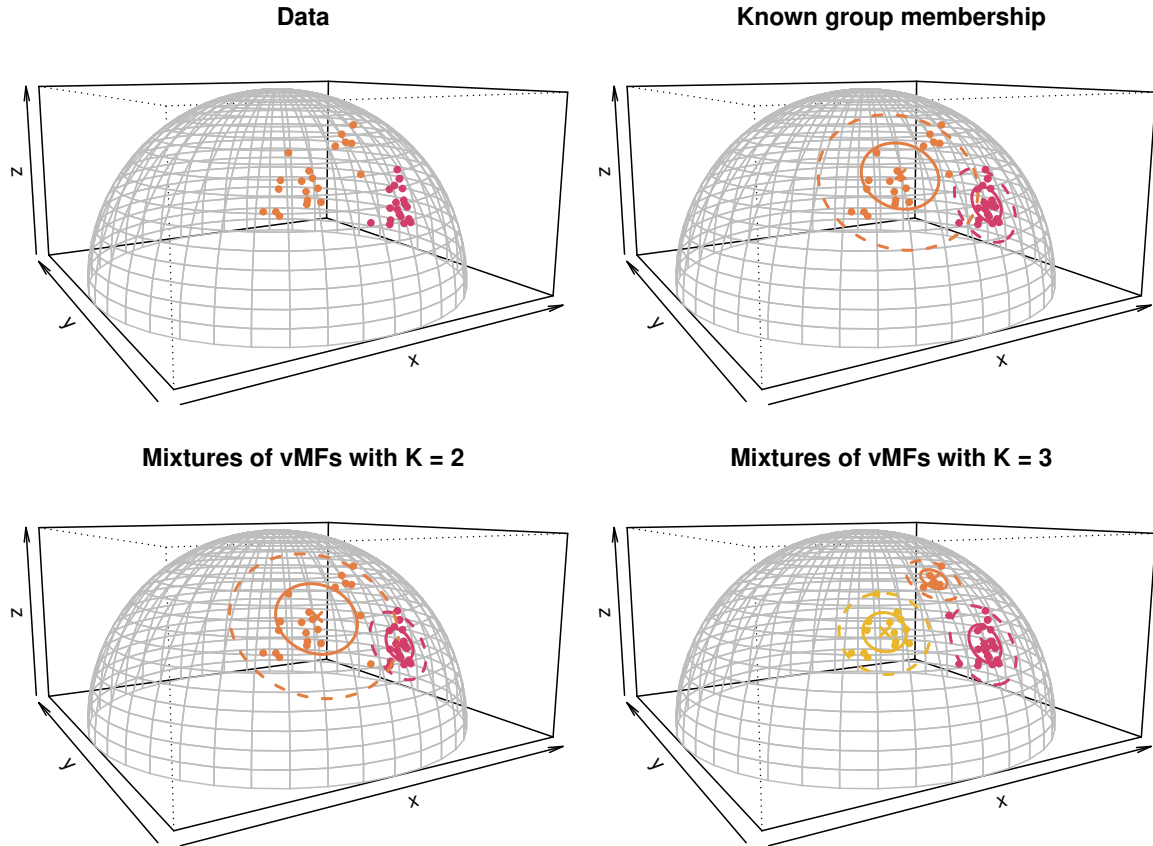 Data
Known group membership
z
y
x
z
y
x
Mixtures of vMFs with K = 2
Mixtures of vMFs with K = 3
z
y
x
z
y
x